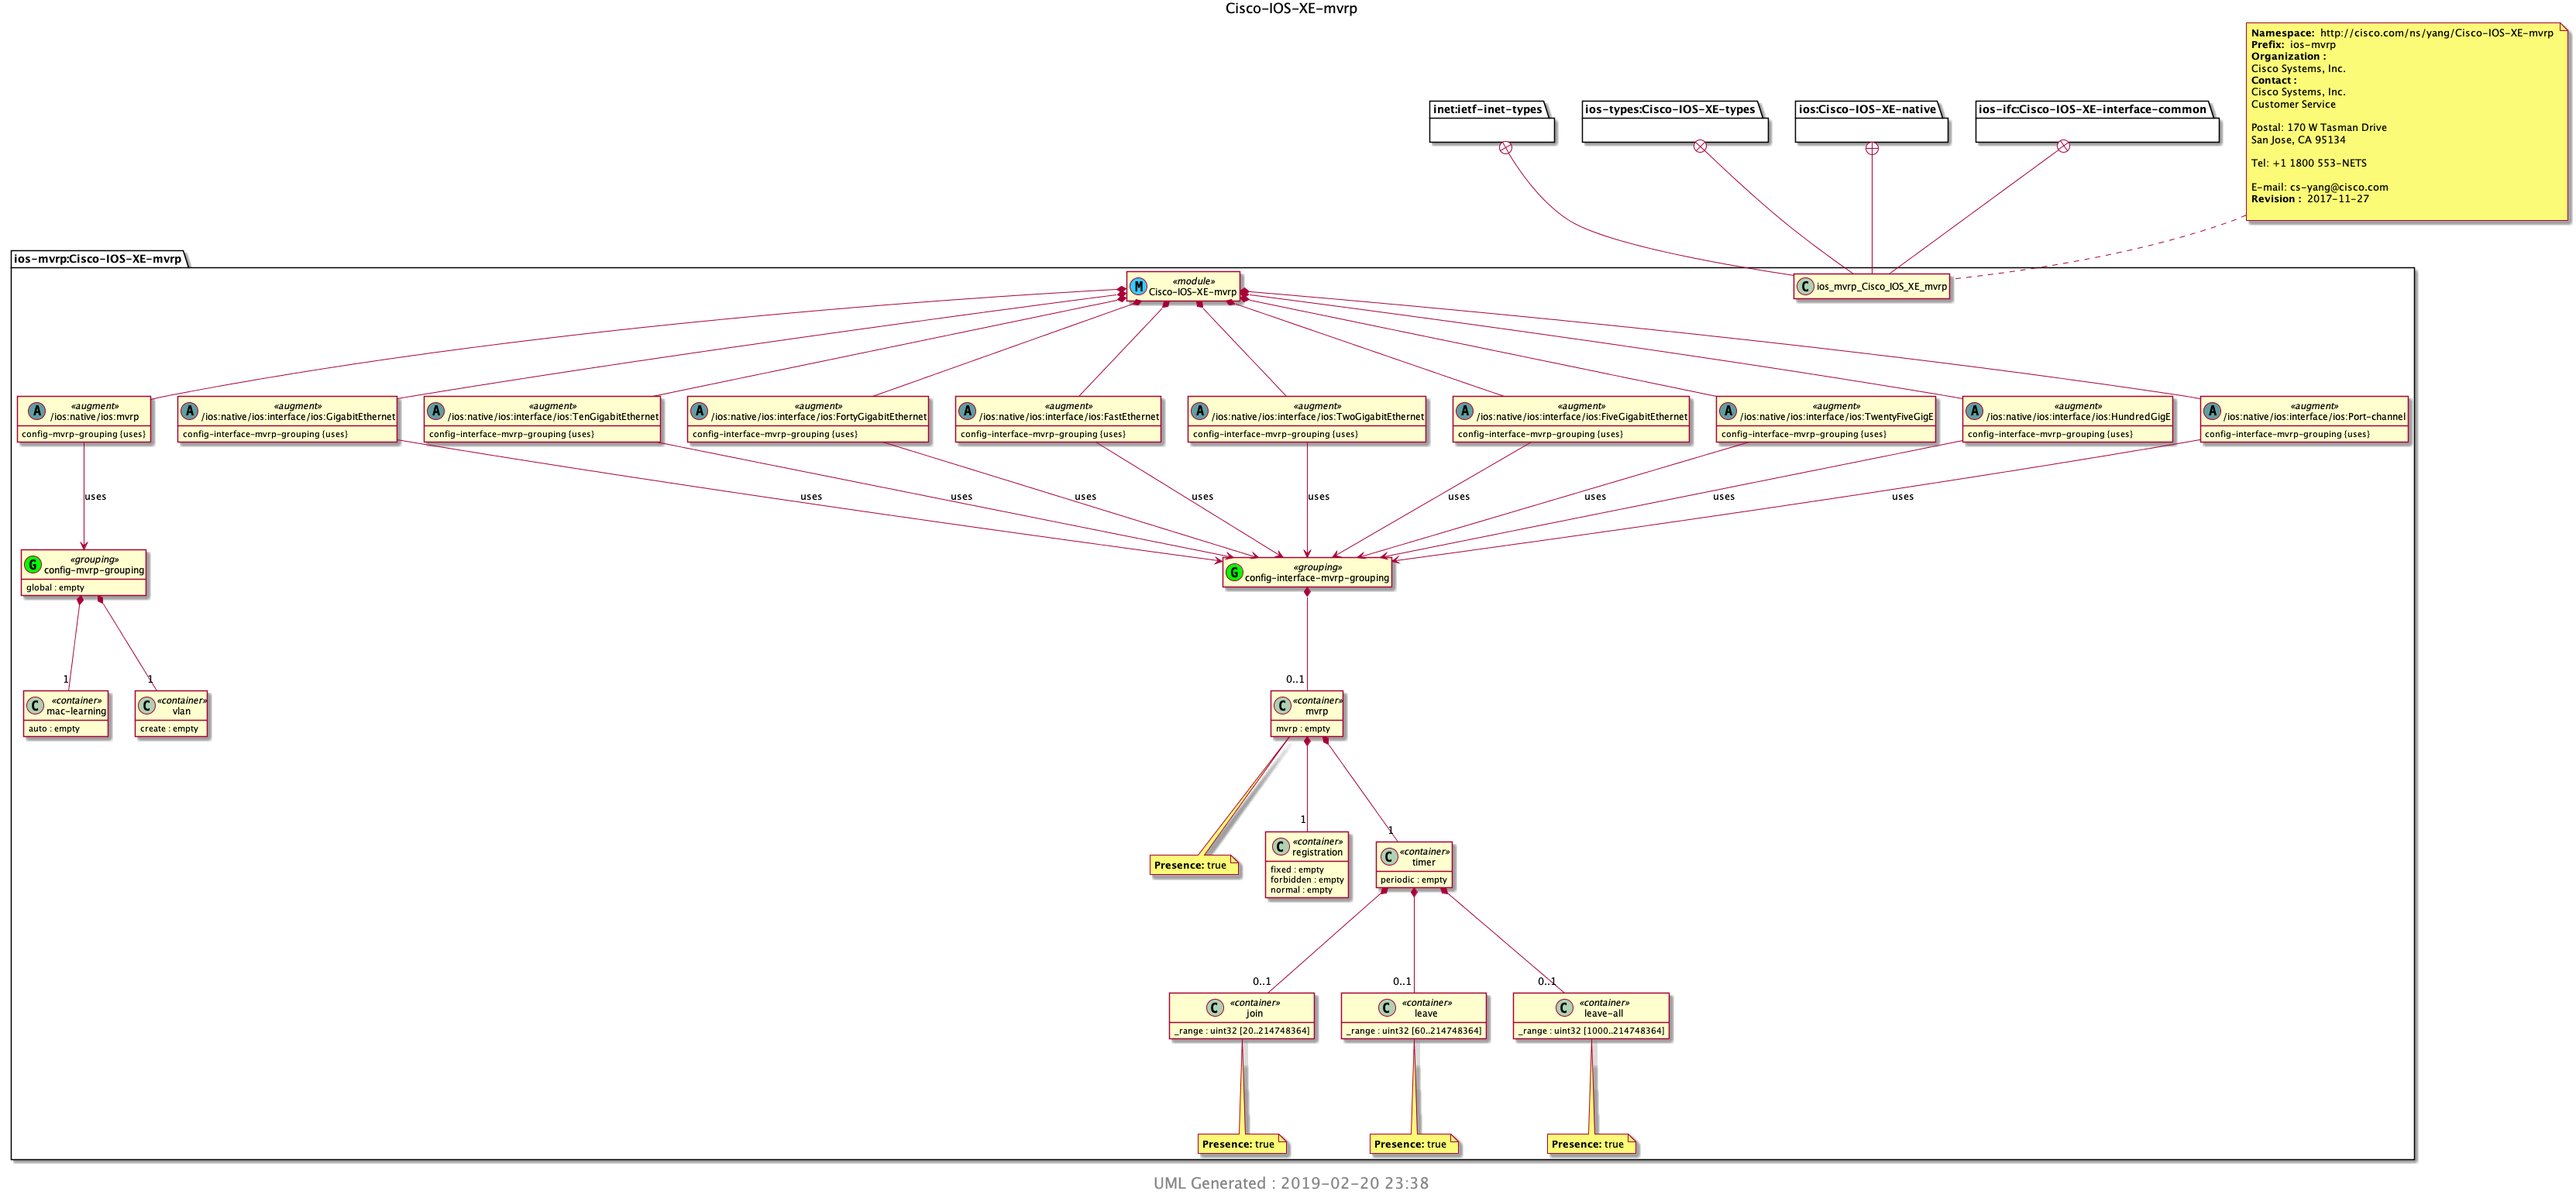 Cisco-IOS-XE-mvrp
Namespace: http://cisco.com/ns/yang/Cisco-IOS-XE-mvrp
Prefix: ios-mvrp
Organization :
Cisco Systems, Inc.
Contact :
Cisco Systems, Inc.
Customer Service
Postal: 170 W Tasman Drive
San Jose, CA 95134
Tel: +1 1800 553-NETS
E-mail: cs-yang@cisco.com
Revision : 2017-11-27
inet:ietf-inet-types
ios-types:Cisco-IOS-XE-types
ios:Cisco-IOS-XE-native
ios-ifc:Cisco-IOS-XE-interface-common
ios-mvrp:Cisco-IOS-XE-mvrp
M
«module»
Cisco-IOS-XE-mvrp
C
ios_mvrp_Cisco_IOS_XE_mvrp
A
«augment»
/ios:native/ios:mvrp
config-mvrp-grouping {uses}
A
«augment»
/ios:native/ios:interface/ios:GigabitEthernet
config-interface-mvrp-grouping {uses}
A
«augment»
/ios:native/ios:interface/ios:TenGigabitEthernet
config-interface-mvrp-grouping {uses}
A
«augment»
/ios:native/ios:interface/ios:FortyGigabitEthernet
config-interface-mvrp-grouping {uses}
A
«augment»
/ios:native/ios:interface/ios:FastEthernet
config-interface-mvrp-grouping {uses}
A
«augment»
/ios:native/ios:interface/ios:TwoGigabitEthernet
config-interface-mvrp-grouping {uses}
A
«augment»
/ios:native/ios:interface/ios:FiveGigabitEthernet
config-interface-mvrp-grouping {uses}
A
«augment»
/ios:native/ios:interface/ios:TwentyFiveGigE
config-interface-mvrp-grouping {uses}
A
«augment»
/ios:native/ios:interface/ios:HundredGigE
config-interface-mvrp-grouping {uses}
A
«augment»
/ios:native/ios:interface/ios:Port-channel
config-interface-mvrp-grouping {uses}
uses
uses
uses
uses
uses
uses
uses
uses
uses
uses
G
«grouping»
config-mvrp-grouping
global : empty
G
«grouping»
config-interface-mvrp-grouping
1
1
0..1
C
«container»
mac-learning
auto : empty
C
«container»
vlan
create : empty
C
«container»
mvrp
mvrp : empty
1
1
Presence: true
C
«container»
registration
fixed : empty
forbidden : empty
normal : empty
C
«container»
timer
periodic : empty
0..1
0..1
0..1
C
«container»
join
_range : uint32 [20..214748364]
C
«container»
leave
_range : uint32 [60..214748364]
C
«container»
leave-all
_range : uint32 [1000..214748364]
Presence: true
Presence: true
Presence: true
UML Generated : 2019-02-20 23:38